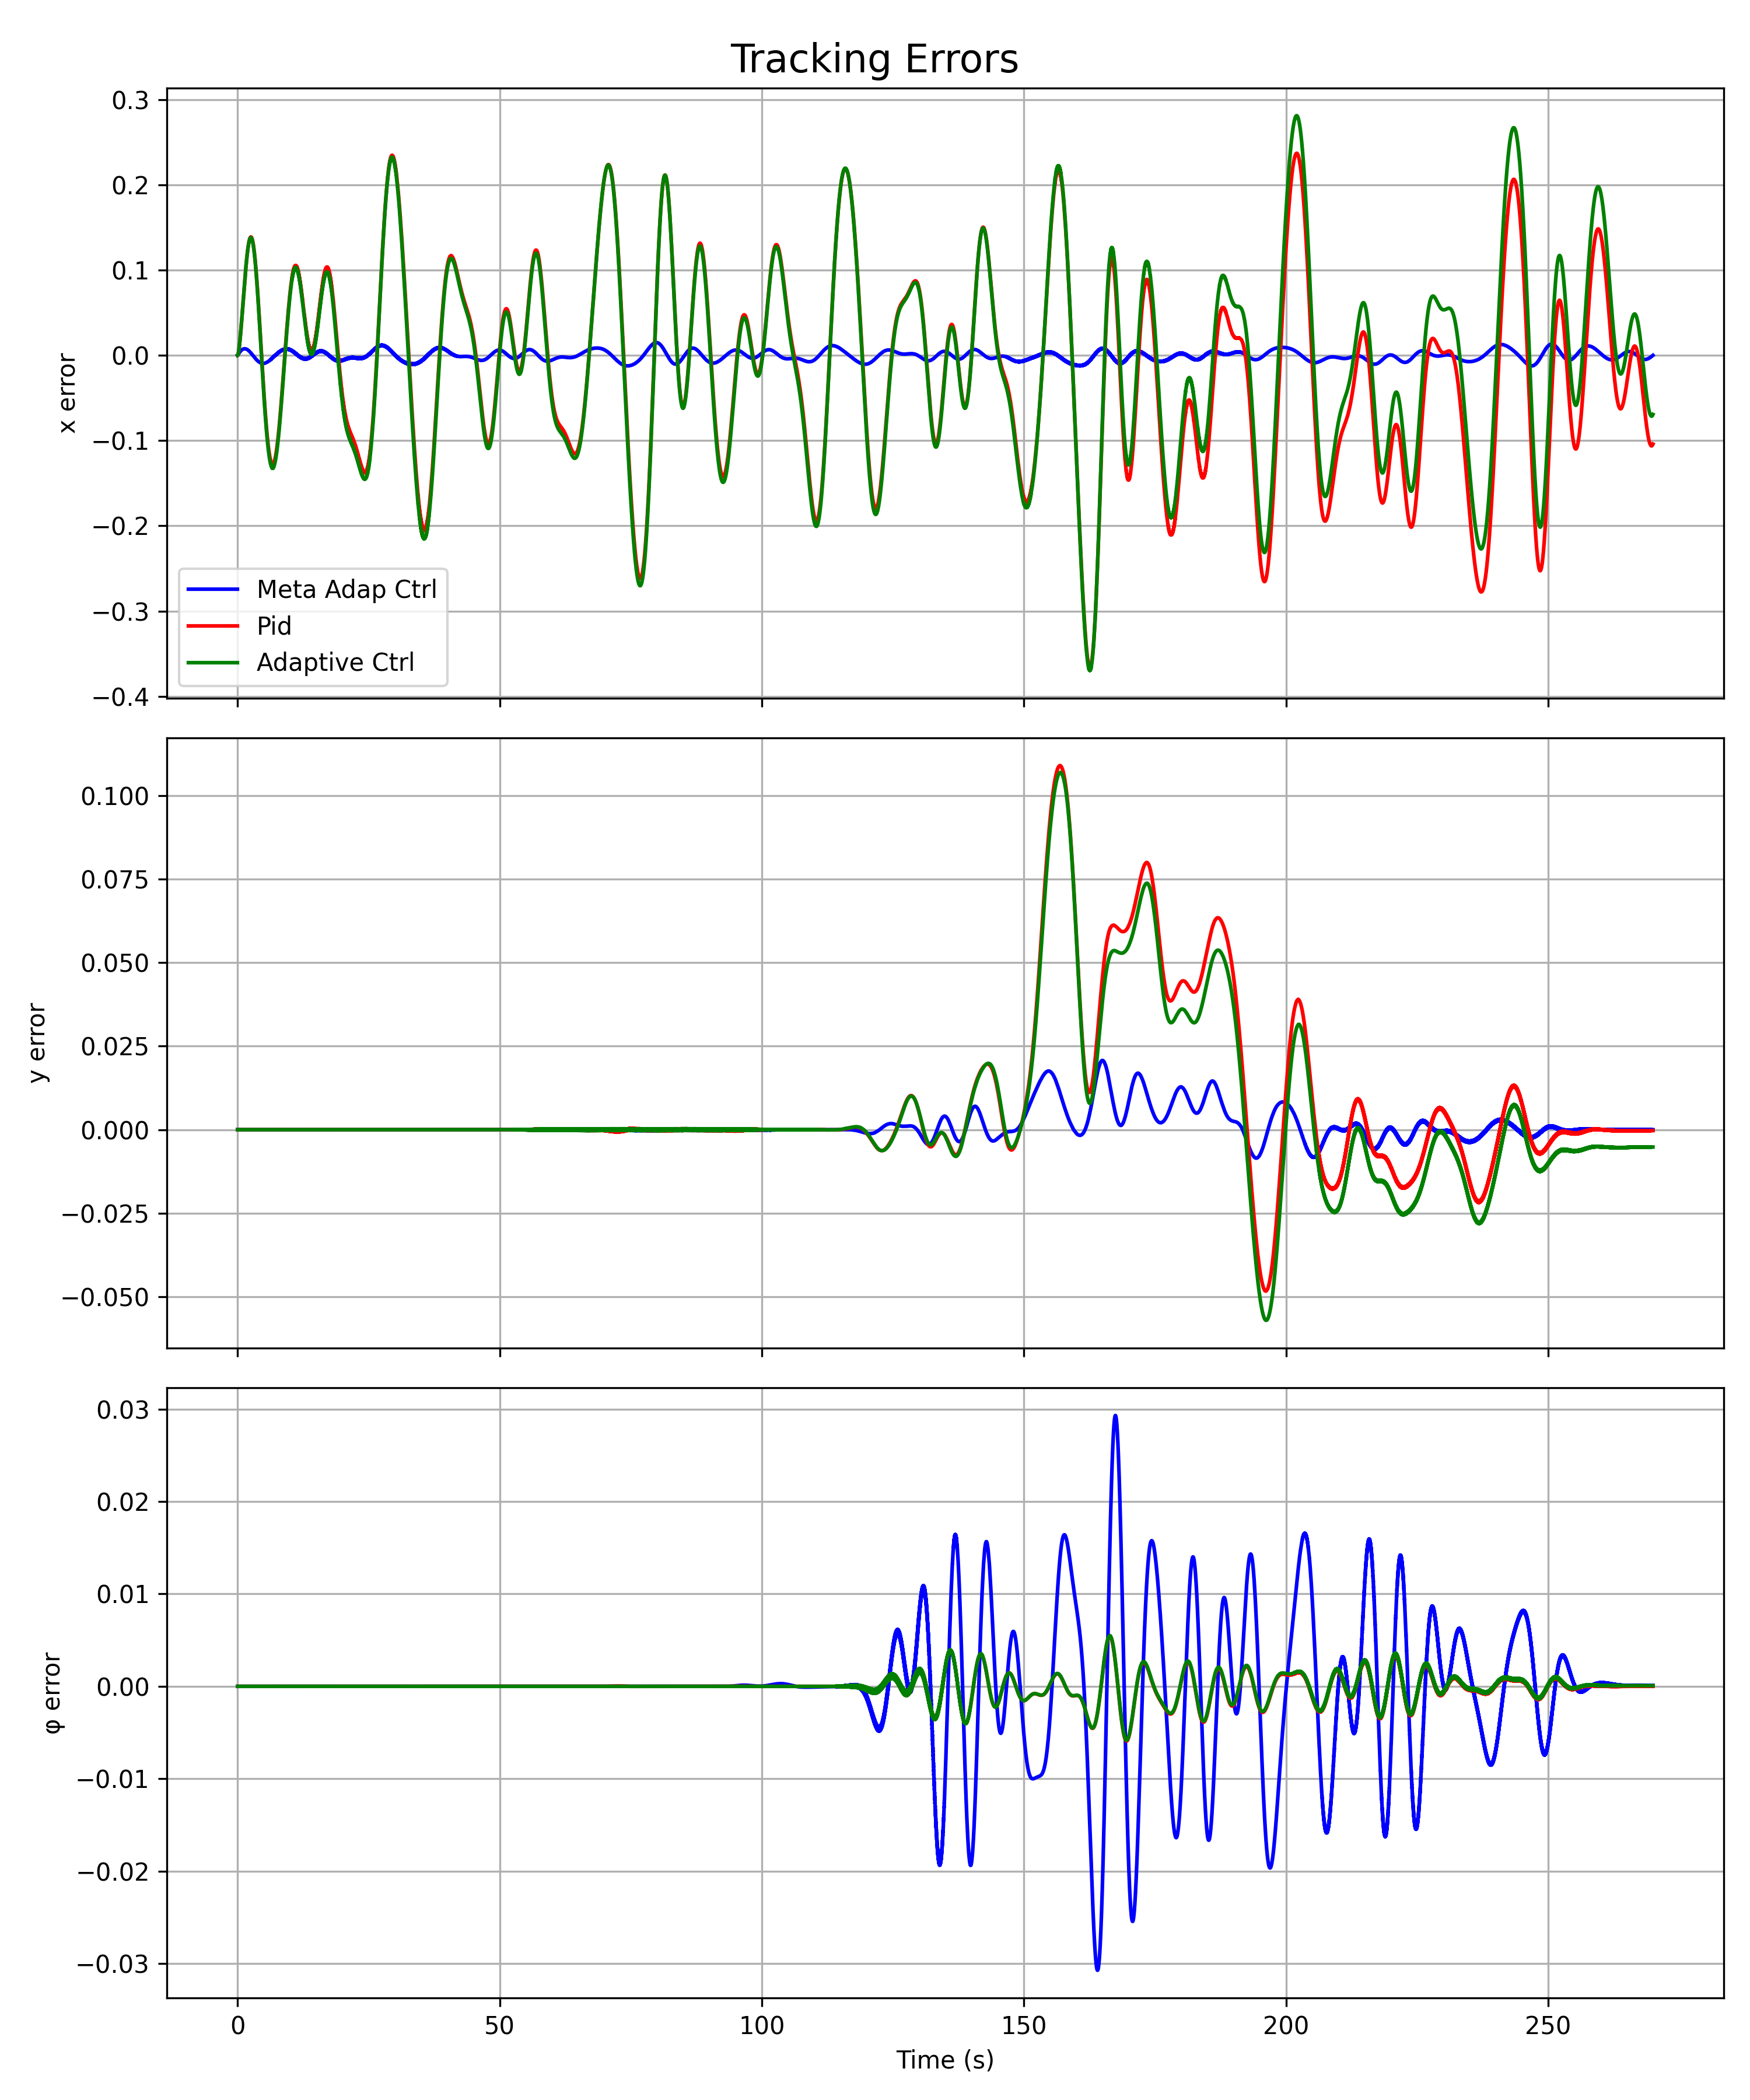 Tracking Errors
0.3
0.2
0.1
0.0
−0.1
−0.2
−0.3
−0.4
x error
Meta Adap Ctrl
Pid
Adaptive Ctrl
0.100
0.075
0.050
0.025
0.000
−0.025
−0.050
y error
0.03
0.02
0.01
0.00
−0.01
−0.02
−0.03
φ error
0 50 100 150 200 250
Time (s)